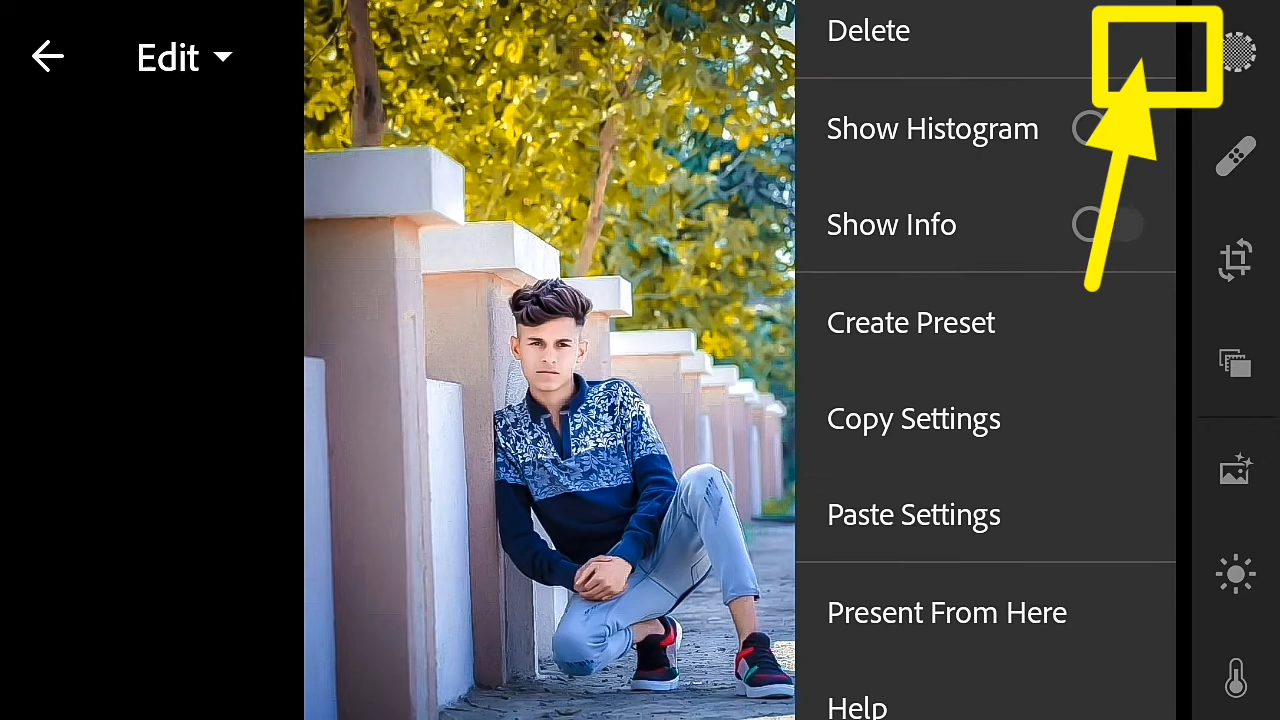 Edit
Delete
Show Histogram
Show Info
Create Preset
Copy Settings
Paste Settings
Present From Here
Help